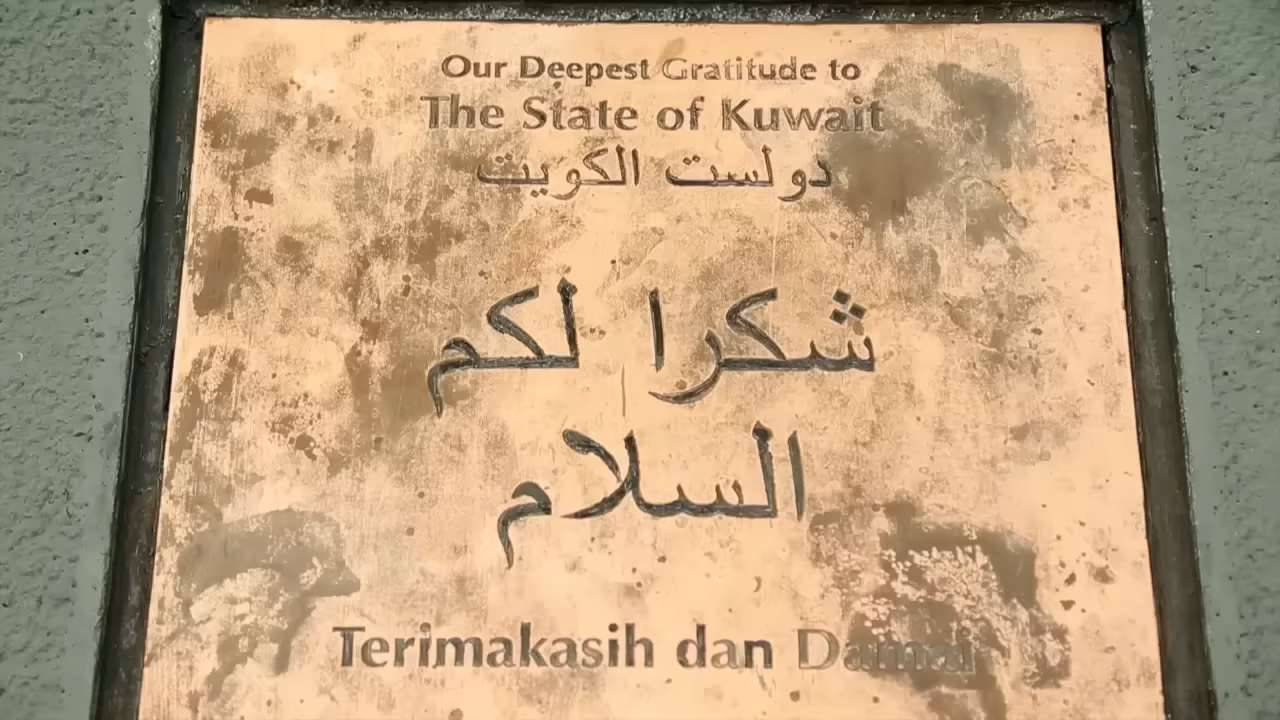 Our Deepest Gratitude to
The State of Kuwait
دولست الكويت
شكرا لكم
السلام
Terimakasih dan Damai